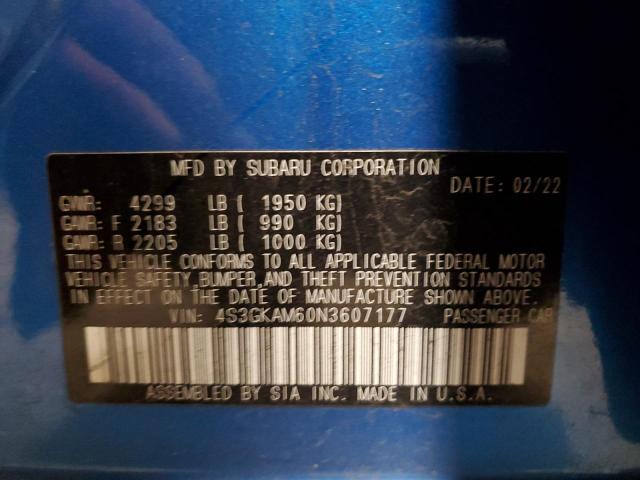 MFD BY SUBARU CORPORATION
DATE: 02/22
GVWR: 4299 LB ( 1950 KG)
GAWR: F 2183 LB ( 990 KG)
GAWR: R 2205 LB ( 1000 KG)
THIS VEHICLE CONFORMS TO ALL APPLICABLE FEDERAL MOTOR
VEHICLE SAFETY, BUMPER, AND THEFT PREVENTION STANDARDS
IN EFFECT ON THE DATE OF MANUFACTURE SHOWN ABOVE.
VIN: 4S3GKAM60N3607177 PASSENGER CAR
ASSEMBLED BY SIA INC. MADE IN U.S.A.